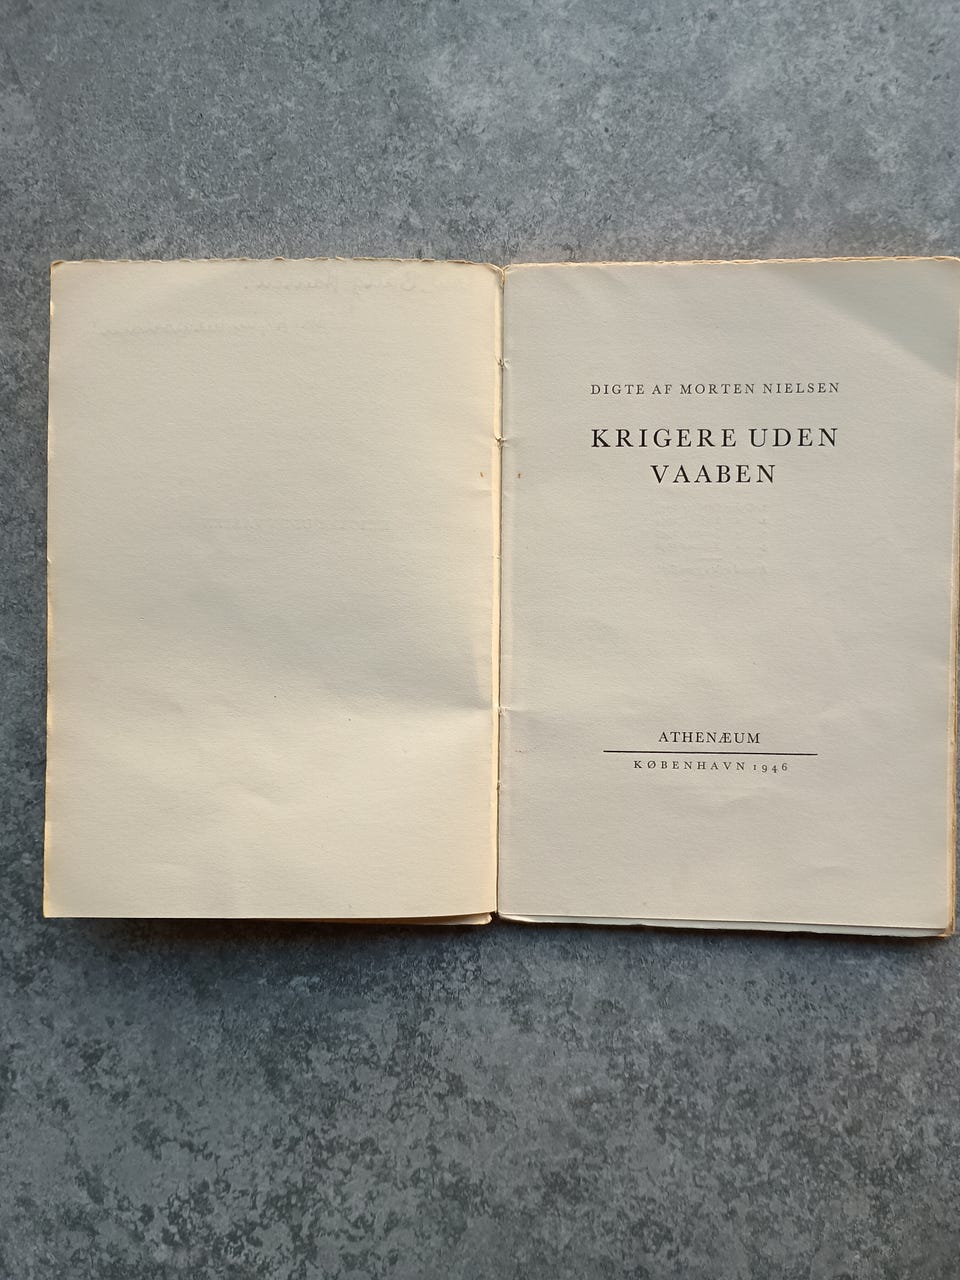 DIGTE AF MORTEN NIELSEN
KRIGERE UDEN
VAABEN
ATHENÆUM
KØBENHAVN 1946